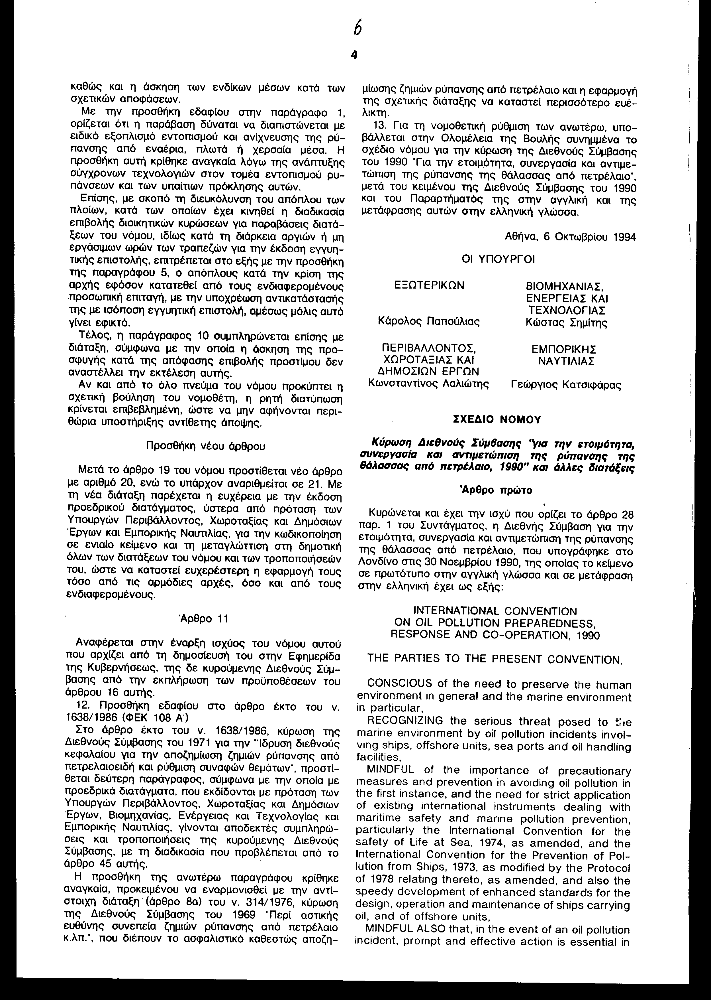 6
4
καθώς και η άσκηση των ενδίκων μέσων κατά των
σχετικών αποφάσεων.
Με την προσθήκη εδαφίου στην παράγραφο 1,
ορίζεται ότι η παράβαση δύναται να διαπιστώνεται με
ειδικό εξοπλισμό εντοπισμού και ανίχνευσης της ρύ-
πανσης από εναέρια, πλωτά ή χερσαία μέσα. Η
προσθήκη αυτή κρίθηκε αναγκαία λόγω της ανάπτυξης
σύγχρονων τεχνολογιών στον τομέα εντοπισμού ρυ-
πάνσεων και των υπαίτιων πρόκλησης αυτών.
Επίσης, με σκοπό τη διευκόλυνση του απόπλου των
πλοίων, κατά των οποίων έχει κινηθεί η διαδικασία
επιβολής διοικητικών κυρώσεων για παραβάσεις διατά-
ξεων του νόμου, ιδίως κατά τη διάρκεια αργιών ή μη
εργάσιμων ωρών των τραπεζών για την έκδοση εγγυη-
τικής επιστολής, επιτρέπεται στο εξής με την προσθήκη
της παραγράφου 5, ο απόπλους κατά την κρίση της
αρχής εφόσον κατατεθεί από τους ενδιαφερομένους
προσωπική επιταγή, με την υποχρέωση αντικατάστασής
της με ισόποση εγγυητική επιστολή, αμέσως μόλις αυτό
γίνει εφικτό.
Τέλος, η παράγραφος 10 συμπληρώνεται επίσης με
διάταξη, σύμφωνα με την οποία η άσκηση της προ-
σφυγής κατά της απόφασης επιβολής προστίμου δεν
αναστέλλει την εκτέλεση αυτής.
Αν και από το όλο πνεύμα του νόμου προκύπτει η
σχετική βούληση του νομοθέτη, η ρητή διατύπωση
κρίνεται επιβεβλημένη, ώστε να μην αφήνονται περι-
θώρια υποστήριξης αντίθετης άποψης.
Προσθήκη νέου άρθρου
Μετά το άρθρο 19 του νόμου προστίθεται νέο άρθρο
με αριθμό 20, ενώ το υπάρχον αναριθμείται σε 21. Με
τη νέα διάταξη παρέχεται η ευχέρεια με την έκδοση
προεδρικού διατάγματος, ύστερα από πρόταση των
Υπουργών Περιβάλλοντος, Χωροταξίας και Δημόσιων
Έργων και Εμπορικής Ναυτιλίας, για την κωδικοποίηση
σε ενιαίο κείμενο και τη μεταγλώττιση στη δημοτική
όλων των διατάξεων του νόμου και των τροποποιήσεών
του, ώστε να καταστεί ευχερέστερη η εφαρμογή τους
τόσο από τις αρμόδιες αρχές, όσο και από τους
ενδιαφερομένους.
Άρθρο 11
Αναφέρεται στην έναρξη ισχύος του νόμου αυτού
που αρχίζει από τη δημοσίευσή του στην Εφημερίδα
της Κυβερνήσεως, της δε κυρούμενης Διεθνούς Σύμ-
βασης από την εκπλήρωση των προϋποθέσεων του
άρθρου 16 αυτής.
12. Προσθήκη εδαφίου στο άρθρο έκτο του ν.
1638/1986 (ΦΕΚ 108 Α')
Στο άρθρο έκτο του ν. 1638/1986, κύρωση της
Διεθνούς Σύμβασης του 1971 για την "Ίδρυση διεθνούς
κεφαλαίου για την αποζημίωση ζημιών ρύπανσης από
πετρελαιοειδή και ρύθμιση συναφών θεμάτων", προστί-
θεται δεύτερη παράγραφος, σύμφωνα με την οποία με
προεδρικά διατάγματα, που εκδίδονται με πρόταση των
Υπουργών Περιβάλλοντος, Χωροταξίας και Δημόσιων
Έργων, Βιομηχανίας, Ενέργειας και Τεχνολογίας και
Εμπορικής Ναυτιλίας, γίνονται αποδεκτές συμπληρώ-
σεις και τροποποιήσεις της κυρούμενης Διεθνούς
Σύμβασης, με τη διαδικασία που προβλέπεται από το
άρθρο 45 αυτής.
Η προσθήκη της ανωτέρω παραγράφου κρίθηκε
αναγκαία, προκειμένου να εναρμονισθεί με την αντί-
στοιχη διάταξη (άρθρο 8α) του ν. 314/1976, κύρωση
της Διεθνούς Σύμβασης του 1969 "Περί αστικής
ευθύνης συνεπεία ζημιών ρύπανσης από πετρέλαιο
κ.λπ.", που διέπουν το ασφαλιστικό καθεστώς αποζη-
μίωσης ζημιών ρύπανσης από πετρέλαιο και η εφαρμογή
της σχετικής διάταξης να καταστεί περισσότερο ευέ-
λικτη.
13. Για τη νομοθετική ρύθμιση των ανωτέρω, υπο-
βάλλεται στην Ολομέλεια της Βουλής συνημμένα το
σχέδιο νόμου για την κύρωση της Διεθνούς Σύμβασης
του 1990 "Για την ετοιμότητα, συνεργασία και αντιμε-
τώπιση της ρύπανσης της θάλασσας από πετρέλαιο",
μετά του κειμένου της Διεθνούς Σύμβασης του 1990
και του Παραρτήματός της στην αγγλική και της
μετάφρασης αυτών στην ελληνική γλώσσα.
Αθήνα, 6 Οκτωβρίου 1994
ΟΙ ΥΠΟΥΡΓΟΙ
ΕΞΩΤΕΡΙΚΩΝ
Κάρολος Παπούλιας
ΒΙΟΜΗΧΑΝΙΑΣ,
ΕΝΕΡΓΕΙΑΣ ΚΑΙ
ΤΕΧΝΟΛΟΓΙΑΣ
Κώστας Σημίτης
ΠΕΡΙΒΑΛΛΟΝΤΟΣ,
ΧΩΡΟΤΑΞΙΑΣ ΚΑΙ
ΔΗΜΟΣΙΩΝ ΕΡΓΩΝ
Κωνσταντίνος Λαλιώτης
ΕΜΠΟΡΙΚΗΣ
ΝΑΥΤΙΛΙΑΣ
Γεώργιος Κατσιφάρας
ΣΧΕΔΙΟ ΝΟΜΟΥ
Κύρωση Διεθνούς Σύμβασης "για την ετοιμότητα,
συνεργασία και αντιμετώπιση της ρύπανσης της
θάλασσας από πετρέλαιο, 1990" και άλλες διατάξεις
Άρθρο πρώτο
Κυρώνεται και έχει την ισχύ που ορίζει το άρθρο 28
παρ. 1 του Συντάγματος, η Διεθνής Σύμβαση για την
ετοιμότητα, συνεργασία και αντιμετώπιση της ρύπανσης
της θάλασσας από πετρέλαιο, που υπογράφηκε στο
Λονδίνο στις 30 Νοεμβρίου 1990, της οποίας το κείμενο
σε πρωτότυπο στην αγγλική γλώσσα και σε μετάφραση
στην ελληνική έχει ως εξής:
INTERNATIONAL CONVENTION
ON OIL POLLUTION PREPAREDNESS,
RESPONSE AND CO-OPERATION, 1990
THE PARTIES TO THE PRESENT CONVENTION,
CONSCIOUS of the need to preserve the human
environment in general and the marine environment
in particular,
RECOGNIZING the serious threat posed to the
marine environment by oil pollution incidents invol-
ving ships, offshore units, sea ports and oil handling
facilities,
MINDFUL of the importance of precautionary
measures and prevention in avoiding oil pollution in
the first instance, and the need for strict application
of existing international instruments dealing with
maritime safety and marine pollution prevention,
particularly the International Convention for the
safety of Life at Sea, 1974, as amended, and the
International Convention for the Prevention of Pol-
lution from Ships, 1973, as modified by the Protocol
of 1978 relating thereto, as amended, and also the
speedy development of enhanced standards for the
design, operation and maintenance of ships carrying
oil, and of offshore units,
MINDFUL ALSO that, in the event of an oil pollution
incident, prompt and effective action is essential in